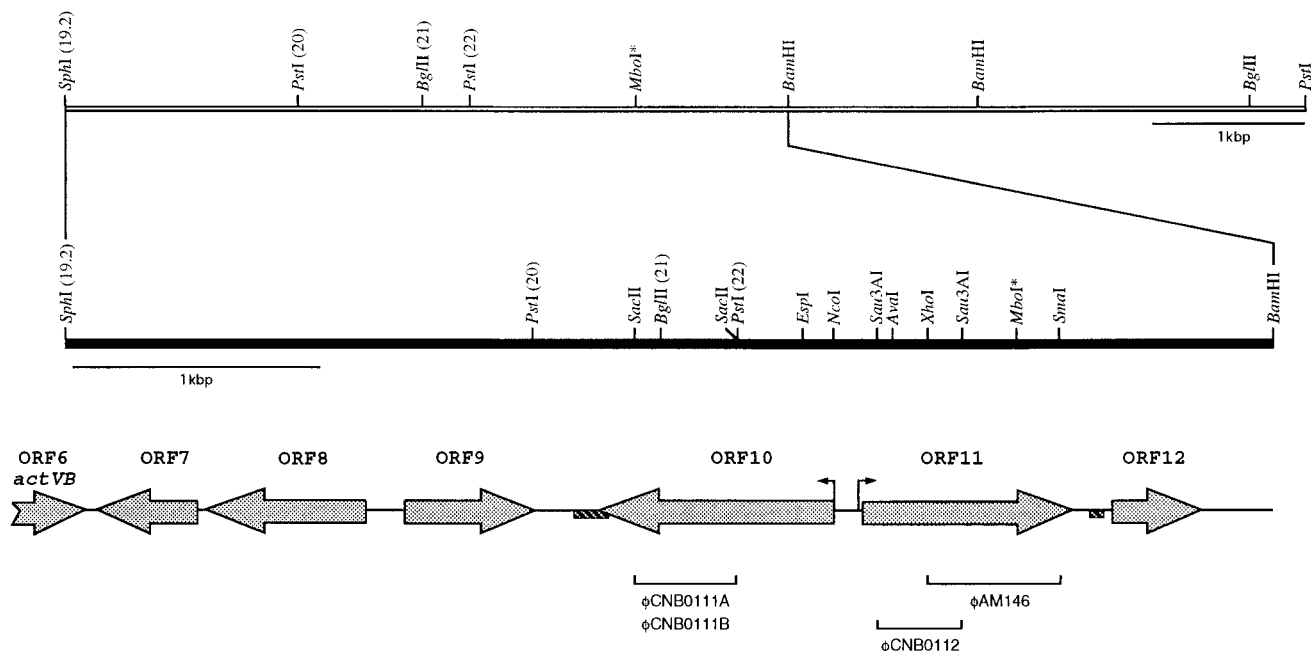 SphI (19.2)
PstI (20)
BglII (21)
PstI (22)
MboI*
BamHI
BamHI
BglII
PstI
1kbp
SphI (19.2)
PstI (20)
SacII
BglII (21)
SacII
PstI (22)
EspI
NcoI
Sau3AI
AvaI
XhoI
Sau3AI
MboI*
SmaI
BamHI
1kbp
ORF6 ORF7 ORF8 ORF9 ORF10 ORF11 ORF12
actVB
ϕCNB0111A ϕAM146
ϕCNB0111B
ϕCNB0112